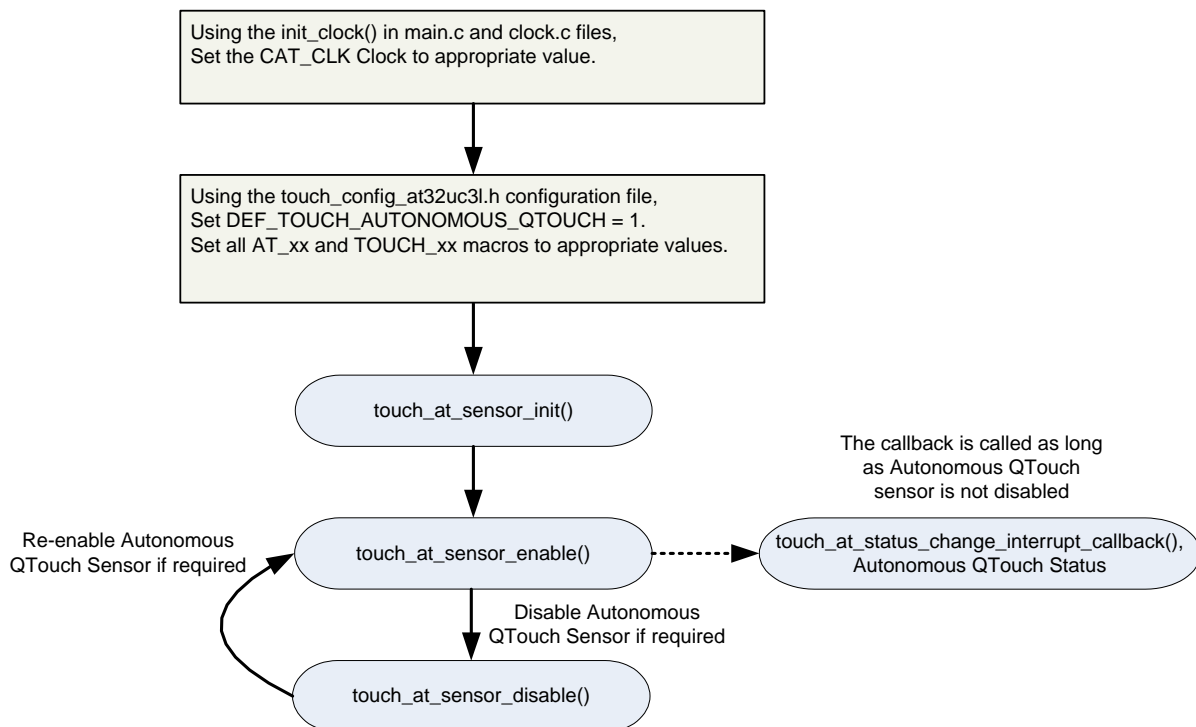 Using the init_clock() in main.c and clock.c files,
Set the CAT_CLK Clock to appropriate value.
Using the touch_config_at32uc3l.h configuration file,
Set DEF_TOUCH_AUTONOMOUS_QTOUCH = 1.
Set all AT_xx and TOUCH_xx macros to appropriate values.
touch_at_sensor_init()
The callback is called as long
as Autonomous QTouch
sensor is not disabled
Re-enable Autonomous
QTouch Sensor if required
touch_at_sensor_enable()
touch_at_status_change_interrupt_callback(),
Autonomous QTouch Status
Disable Autonomous
QTouch Sensor if required
touch_at_sensor_disable()